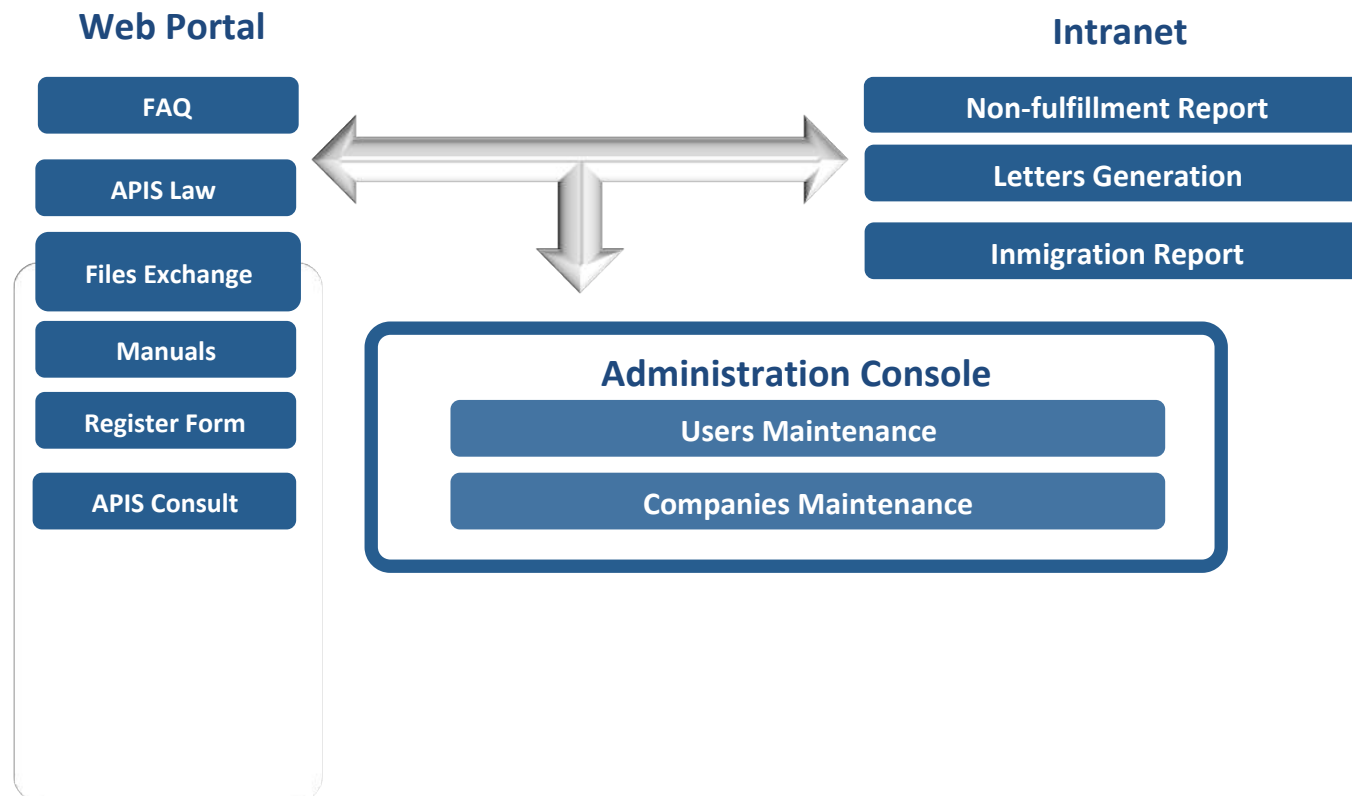 Web Portal
FAQ
APIS Law
Files Exchange
Manuals
Register Form
APIS Consult
Intranet
Non-fulfillment Report
Letters Generation
Inmigration Report
Administration Console
Users Maintenance
Companies Maintenance